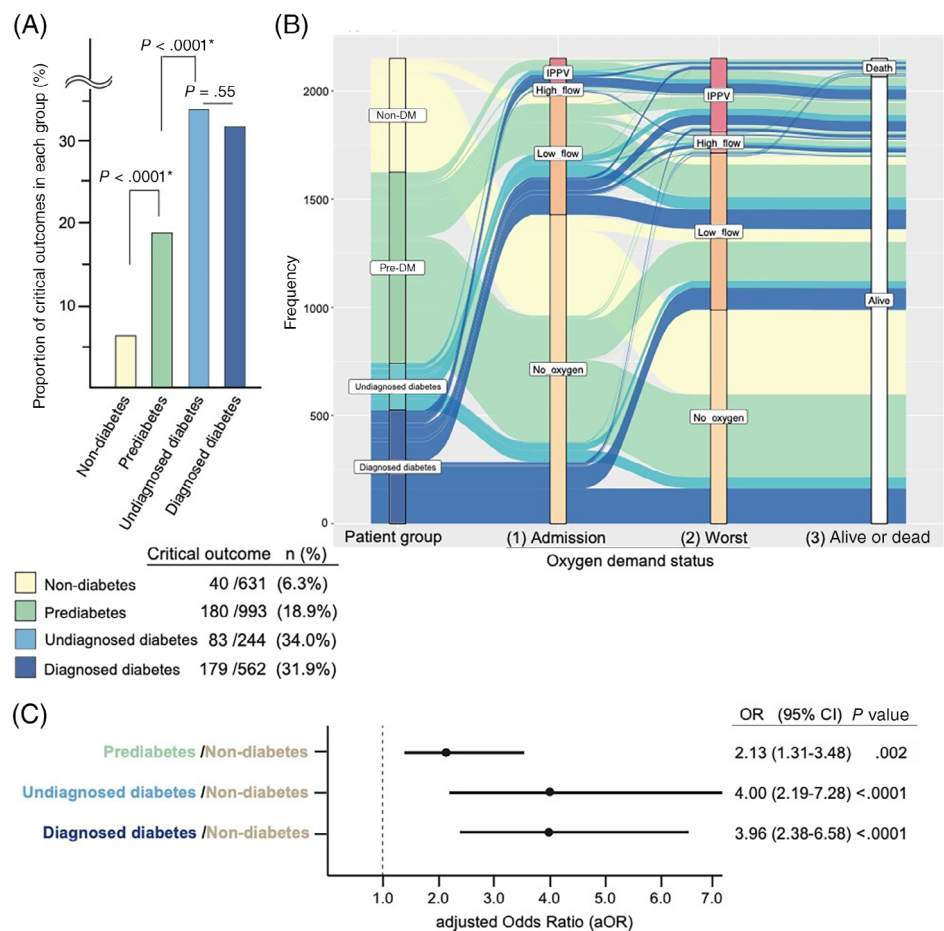 (A)
P < .0001*
P = .55
P < .0001*
30
20
10
Proportion of critical outcomes in each group (%)
Non-diabetes
Prediabetes
Undiagnosed diabetes
Diagnosed diabetes
Critical outcome n (%)
Non-diabetes 40 /631 (6.3%)
Prediabetes 180 /993 (18.9%)
Undiagnosed diabetes 83 /244 (34.0%)
Diagnosed diabetes 179 /562 (31.9%)
(B)
2000
1500
1000
500
0
Frequency
Non-DM
Pre-DM
Undiagnosed diabetes
Diagnosed diabetes
IPPV
High_flow
Low_flow
No_oxygen
IPPV
High_flow
Low_flow
No_oxygen
Death
Alive
Patient group (1) Admission (2) Worst (3) Alive or dead
Oxygen demand status
(C)
OR (95% CI) P value
Prediabetes /Non-diabetes 2.13 (1.31-3.48) .002
Undiagnosed diabetes /Non-diabetes 4.00 (2.19-7.28) <.0001
Diagnosed diabetes /Non-diabetes 3.96 (2.38-6.58) <.0001
1.0 2.0 3.0 4.0 5.0 6.0 7.0
adjusted Odds Ratio (aOR)